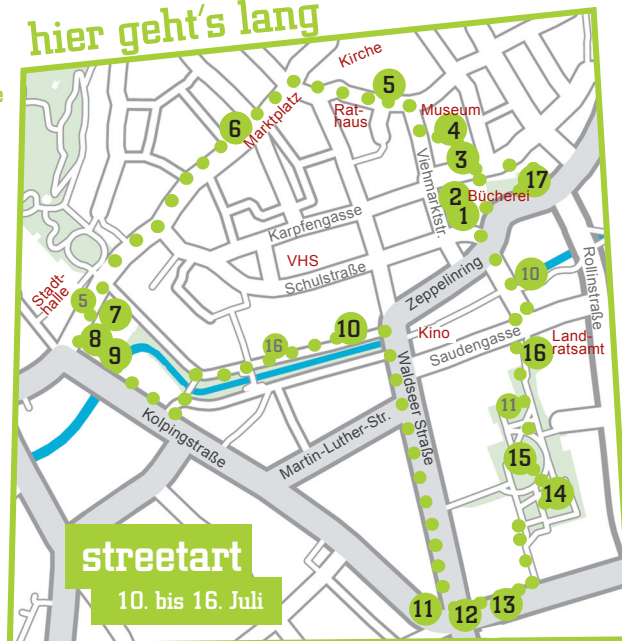 hier geht's lang
e
Kirche
5
Rat-
haus
Museum
Marktplatz
6
4
3
Viehmarktstr.
2
Bücherei
1
17
Karpfengasse
VHS
Schulstraße
Zeppelinring
10
Rollinstraße
Stadt-
halle
5
7
8
9
16
10
Kino
Saudengasse
Land-
ratsamt
16
11
Waldseer Straße
Kolpingstraße
Martin-Luther-Str.
15
14
streetart
10. bis 16. Juli
11
12
13